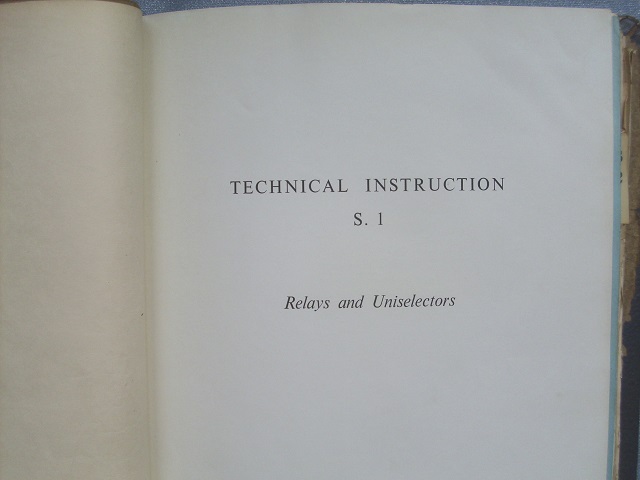 TECHNICAL INSTRUCTION
S. 1
Relays and Uniselectors